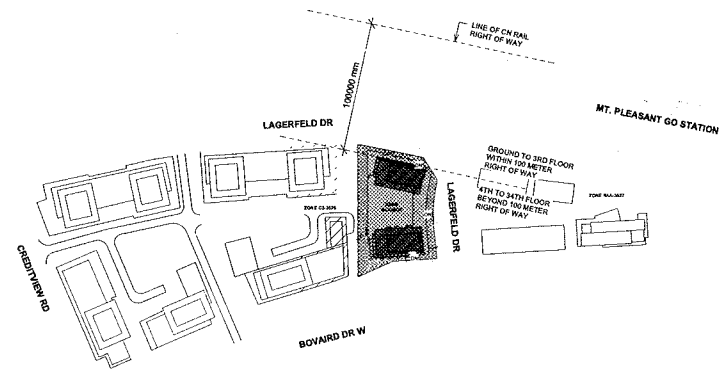 LINE OF CN RAIL
RIGHT OF WAY
100000 mm
MT. PLEASANT GO STATION
LAGERFELD DR
GROUND TO 3RD FLOOR
WITHIN 100 METER
RIGHT OF WAY
4TH TO 34TH FLOOR
BEYOND 100 METER
RIGHT OF WAY
LAGERFELD DR
CREDITVIEW RD
BOVAIRD DR W